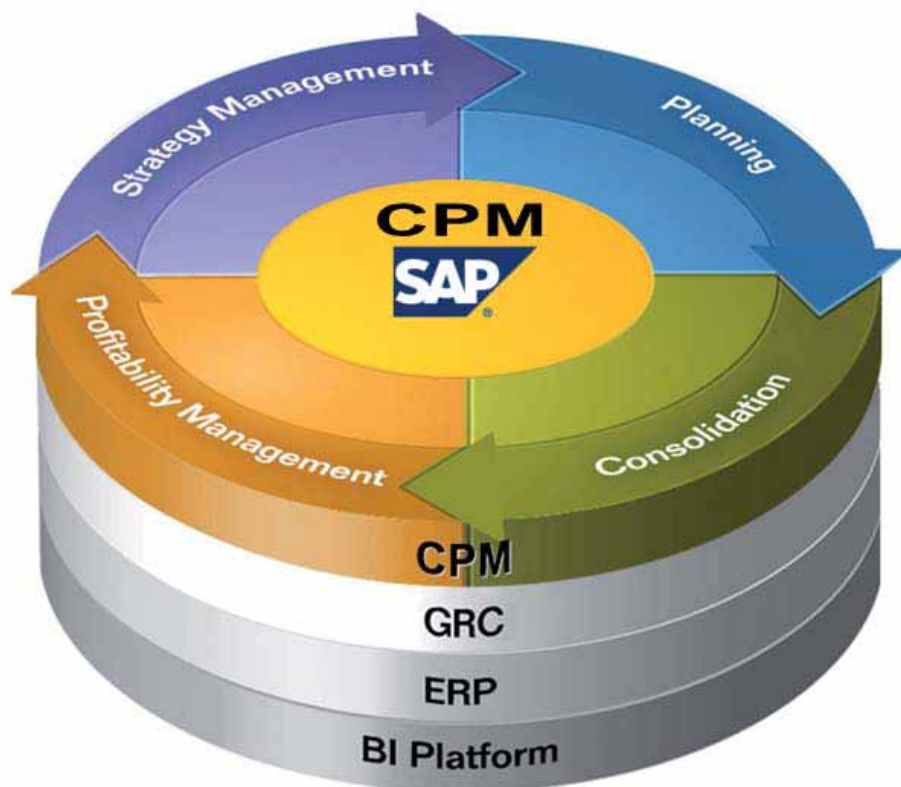 Strategy Management
Planning
CPM
SAP
®
Profitability Management
Consolidation
CPM
GRC
ERP
BI Platform